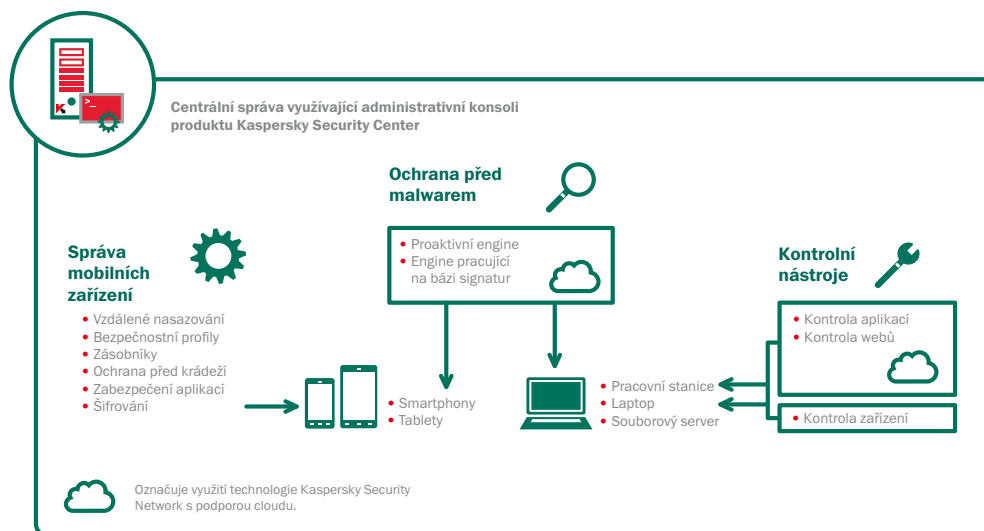 Centrální správa využívající administrativní konsoli
produktu Kaspersky Security Center
Ochrana před
malwarem
• Proaktivní engine
• Engine pracující
na bázi signatur
Správa
mobilních
zařízení
• Vzdálené nasazování
• Bezpečnostní profily
• Zásobníky
• Ochrana před krádeží
• Zabezpečení aplikací
• Šifrování
• Smartphony
• Tablety
• Pracovní stanice
• Laptop
• Souborový server
Kontrolní
nástroje
• Kontrola aplikací
• Kontrola webů
• Kontrola zařízení
Označuje využití technologie Kaspersky Security
Network s podporou cloudu.